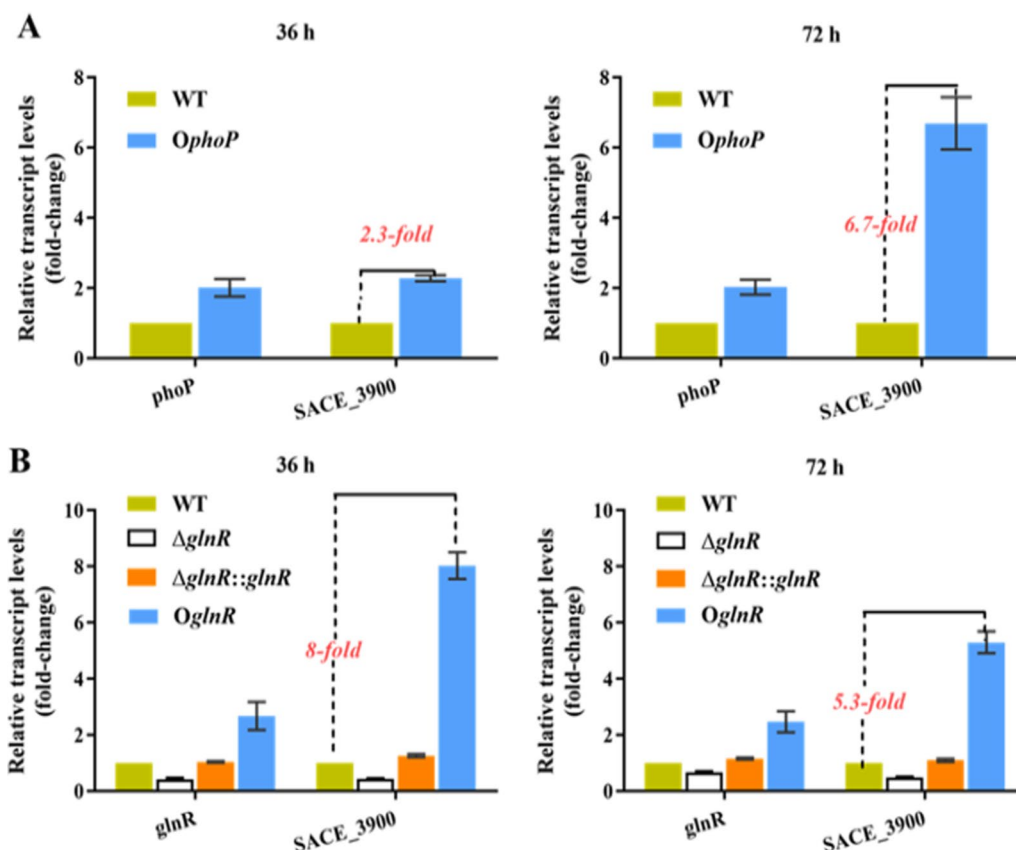 A
36 h
Relative transcript levels
(fold-change)
8
6
4
2
0
WT
OphoP
2.3-fold
phoP
SACE_3900
72 h
Relative transcript levels
(fold-change)
8
6
4
2
0
WT
OphoP
6.7-fold
phoP
SACE_3900
B
36 h
Relative transcript levels
(fold-change)
10
8
6
4
2
0
WT
ΔglnR
ΔglnR::glnR
OglnR
8-fold
glnR
SACE_3900
72 h
Relative transcript levels
(fold-change)
10
8
6
4
2
0
WT
ΔglnR
ΔglnR::glnR
OglnR
5.3-fold
glnR
SACE_3900